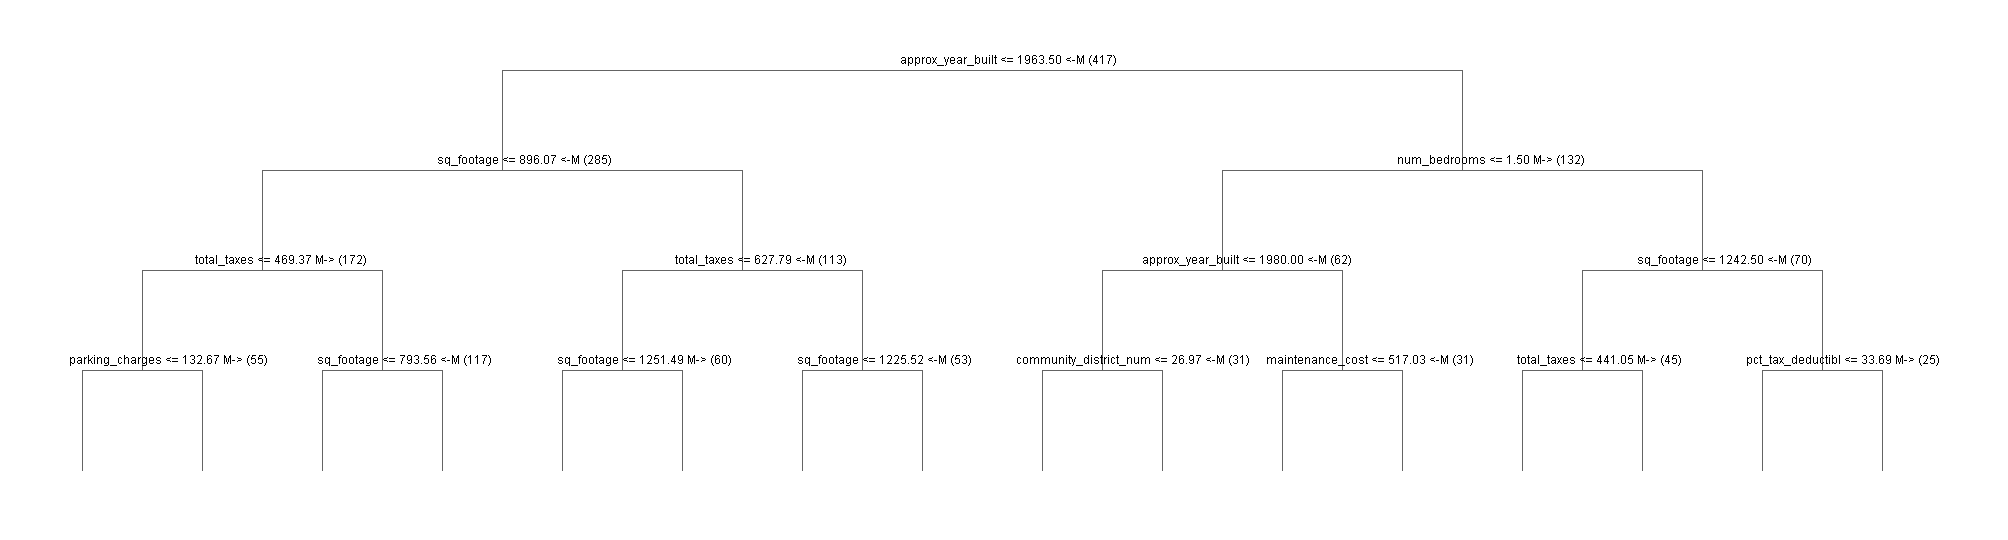 approx_year_built <= 1963.50 <-M (417)
sq_footage <= 896.07 <-M (285)
num_bedrooms <= 1.50 M-> (132)
total_taxes <= 469.37 M-> (172)
total_taxes <= 627.79 <-M (113)
approx_year_built <= 1980.00 <-M (62)
sq_footage <= 1242.50 <-M (70)
parking_charges <= 132.67 M-> (55)
sq_footage <= 793.56 <-M (117)
sq_footage <= 1251.49 M-> (60)
sq_footage <= 1225.52 <-M (53)
community_district_num <= 26.97 <-M (31)
maintenance_cost <= 517.03 <-M (31)
total_taxes <= 441.05 M-> (45)
pct_tax_deductibl <= 33.69 M-> (25)